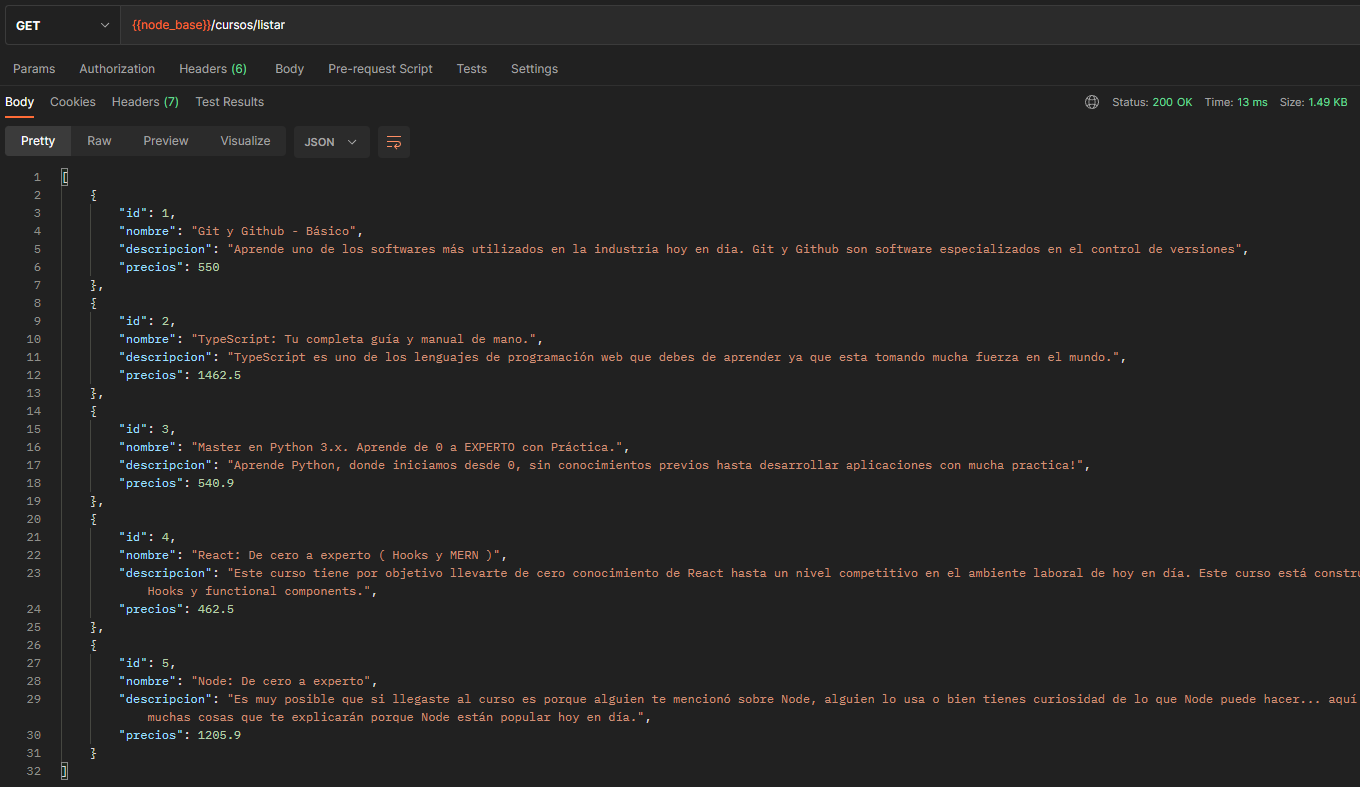 GET {{node_base}}/cursos/listar
Params Authorization Headers (6) Body Pre-request Script Tests Settings
Body Cookies Headers (7) Test Results Status: 200 OK Time: 13 ms Size: 1.49 KB
Pretty Raw Preview Visualize JSON
1 [
2 {
3 "id": 1,
4 "nombre": "Git y Github - Básico",
5 "descripcion": "Aprende uno de los softwares más utilizados en la industria hoy en dia. Git y Github son software especializados en el control de versiones",
6 "precios": 550
7 },
8 {
9 "id": 2,
10 "nombre": "TypeScript: Tu completa guía y manual de mano.",
11 "descripcion": "TypeScript es uno de los lenguajes de programación web que debes de aprender ya que esta tomando mucha fuerza en el mundo.",
12 "precios": 1462.5
13 },
14 {
15 "id": 3,
16 "nombre": "Master en Python 3.x. Aprende de 0 a EXPERTO con Práctica.",
17 "descripcion": "Aprende Python, donde iniciamos desde 0, sin conocimientos previos hasta desarrollar aplicaciones con mucha practica!",
18 "precios": 540.9
19 },
20 {
21 "id": 4,
22 "nombre": "React: De cero a experto ( Hooks y MERN )",
23 "descripcion": "Este curso tiene por objetivo llevarte de cero conocimiento de React hasta un nivel competitivo en el ambiente laboral de hoy en día. Este curso está constru
Hooks y functional components.",
24 "precios": 462.5
25 },
26 {
27 "id": 5,
28 "nombre": "Node: De cero a experto",
29 "descripcion": "Es muy posible que si llegaste al curso es porque alguien te mencionó sobre Node, alguien lo usa o bien tienes curiosidad de lo que Node puede hacer... aquí
muchas cosas que te explicarán porque Node están popular hoy en día.",
30 "precios": 1205.9
31 }
32 ]